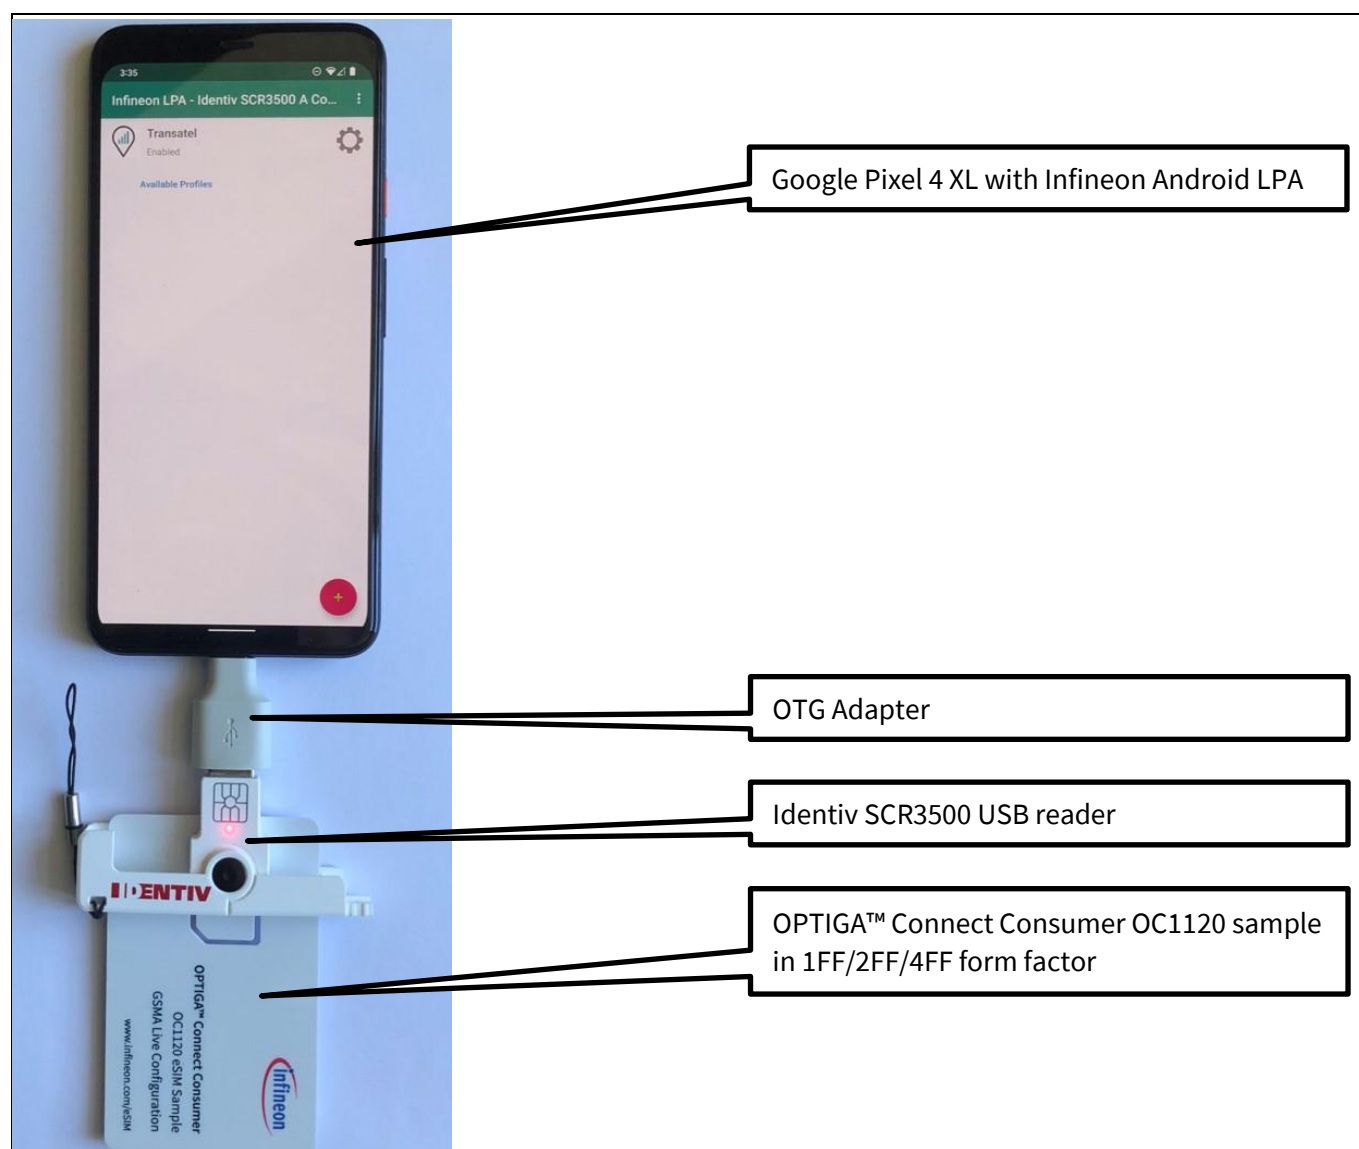 3:35
Infineon LPA - Identiv SCR3500 A Co...
Transatel
Enabled
Available Profiles
Google Pixel 4 XL with Infineon Android LPA
OTG Adapter
Identiv SCR3500 USB reader
IDENTIV
OPTIGA™ Connect Consumer OC1120 sample
in 1FF/2FF/4FF form factor
infineon
OPTIGA™ Connect Consumer
OC1120 eSIM Sample
GSMA Live Configuration
www.infineon.com/eSIM